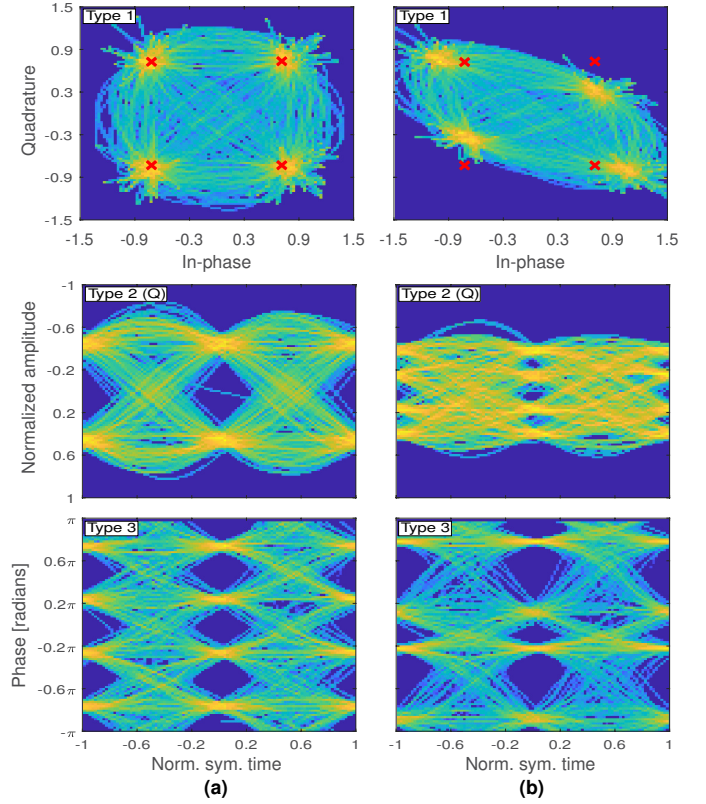 Type 1
1.5
0.9
0.3
-0.3
-0.9
-1.5
Quadrature
-1.5 -0.9 -0.3 0.3 0.9 1.5
In-phase
Type 1
-1.5 -0.9 -0.3 0.3 0.9 1.5
In-phase
Type 2 (Q)
-1
-0.6
-0.2
0.2
0.6
1
Normalized amplitude
Type 2 (Q)
Type 3
π
0.6π
0.2π
-0.2π
-0.6π
-π
Phase [radians]
-1 -0.6 -0.2 0.2 0.6 1
Norm. sym. time
(a)
Type 3
-1 -0.6 -0.2 0.2 0.6 1
Norm. sym. time
(b)